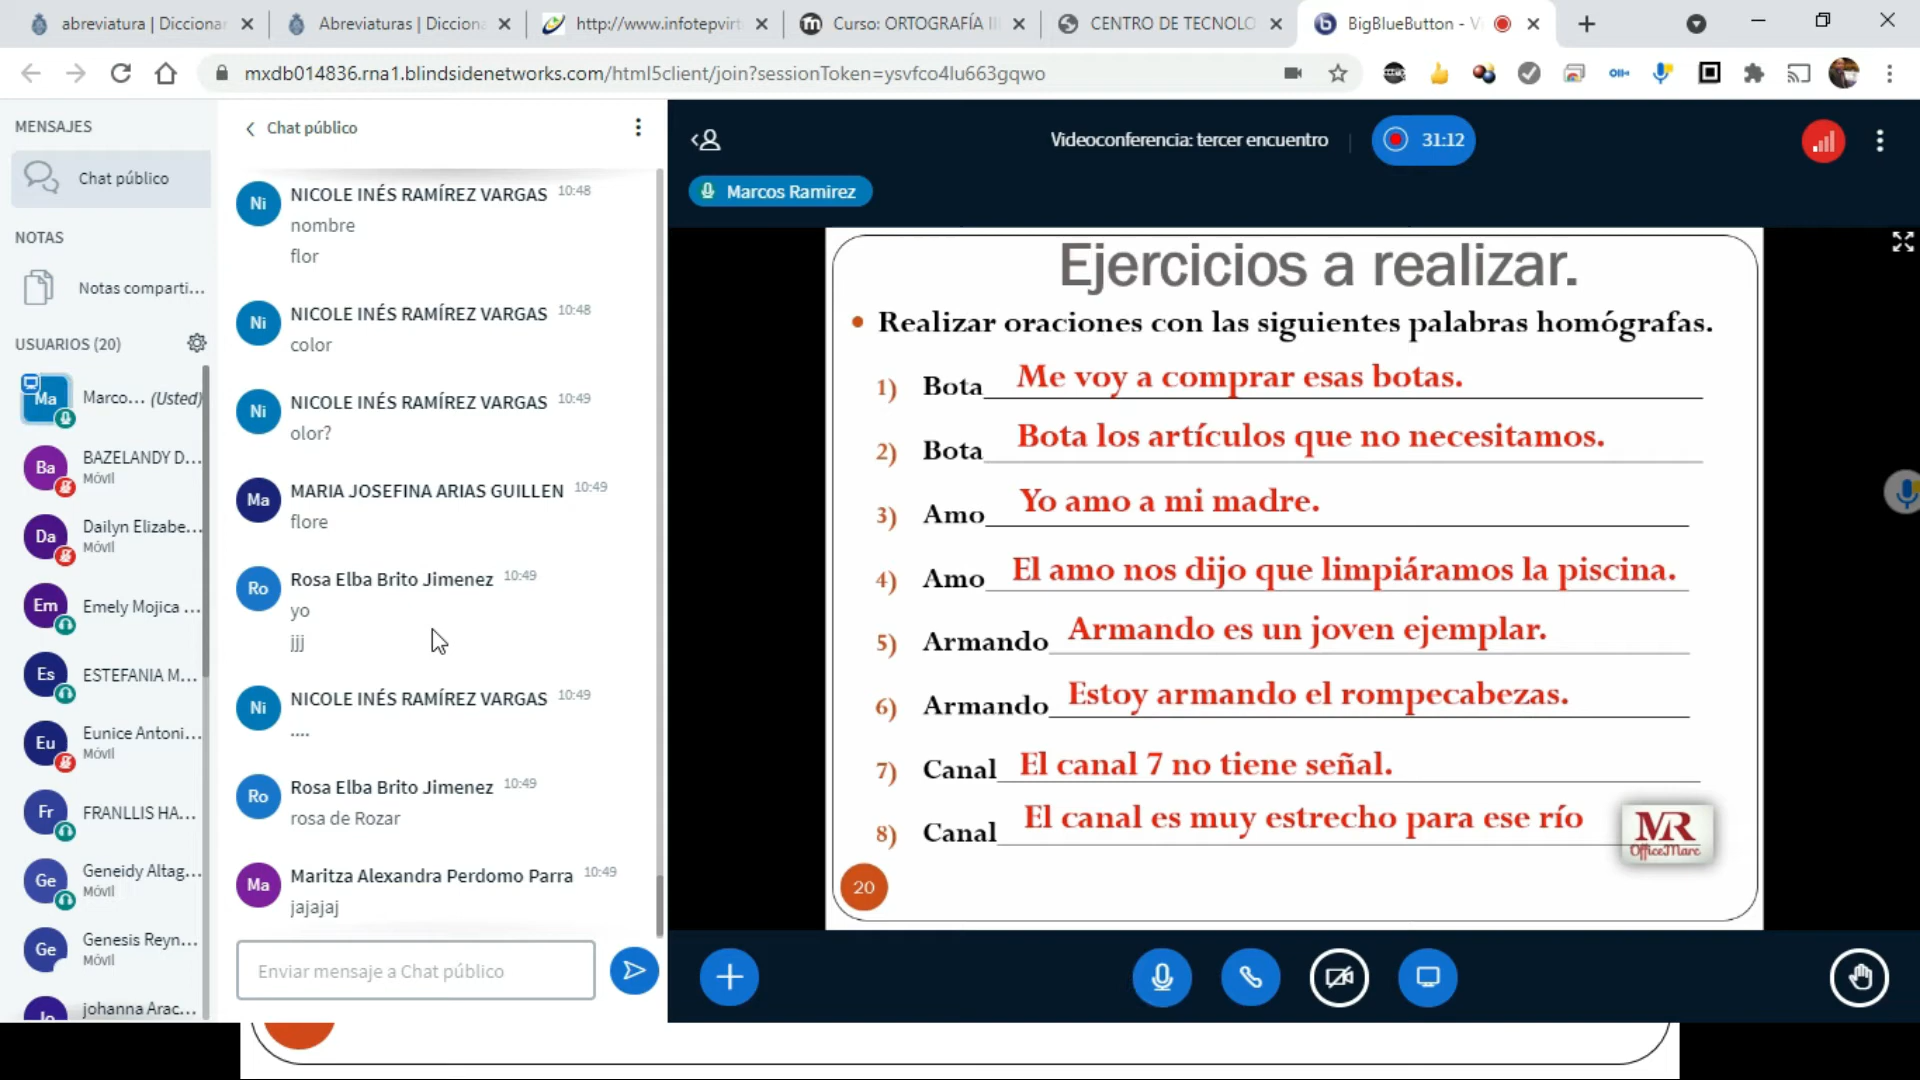 abreviatura | Diccionar
Abreviaturas | Dicciona
http://www.infotepvirt
Curso: ORTOGRAFÍA III
CENTRO DE TECNOLO
BigBlueButton - V
mxdb014836.rna1.blindsidenetworks.com/html5client/join?sessionToken=ysvfco4lu663gqwo
MENSAJES
Chat público
NOTAS
Notas comparti...
USUARIOS (20)
Ma Marco... (Usted)
Ba BAZELANDY D...
Móvil
Da Dailyn Elizabe...
Móvil
Em Emely Mojica ...
Es ESTEFANIA M...
Eu Eunice Antoni...
Móvil
Fr FRANLLIS HA...
Ge Geneidy Altag...
Móvil
Ge Genesis Reyn...
Móvil
Jo johanna Arac...
Chat público
Ni NICOLE INÉS RAMÍREZ VARGAS 10:48
nombre
flor
Ni NICOLE INÉS RAMÍREZ VARGAS 10:48
color
Ni NICOLE INÉS RAMÍREZ VARGAS 10:49
olor?
Ma MARIA JOSEFINA ARIAS GUILLEN 10:49
flore
Ro Rosa Elba Brito Jimenez 10:49
yo
jjj
Ni NICOLE INÉS RAMÍREZ VARGAS 10:49
....
Ro Rosa Elba Brito Jimenez 10:49
rosa de Rozar
Ma Maritza Alexandra Perdomo Parra 10:49
jajajaj
Enviar mensaje a Chat público
Videoconferencia: tercer encuentro
31:12
Marcos Ramirez
Ejercicios a realizar.
• Realizar oraciones con las siguientes palabras homógrafas.
1) Bota Me voy a comprar esas botas.
2) Bota Bota los artículos que no necesitamos.
3) Amo Yo amo a mi madre.
4) Amo El amo nos dijo que limpiáramos la piscina.
5) Armando Armando es un joven ejemplar.
6) Armando Estoy armando el rompecabezas.
7) Canal El canal 7 no tiene señal.
8) Canal El canal es muy estrecho para ese río
MR
OfficeMarc
20